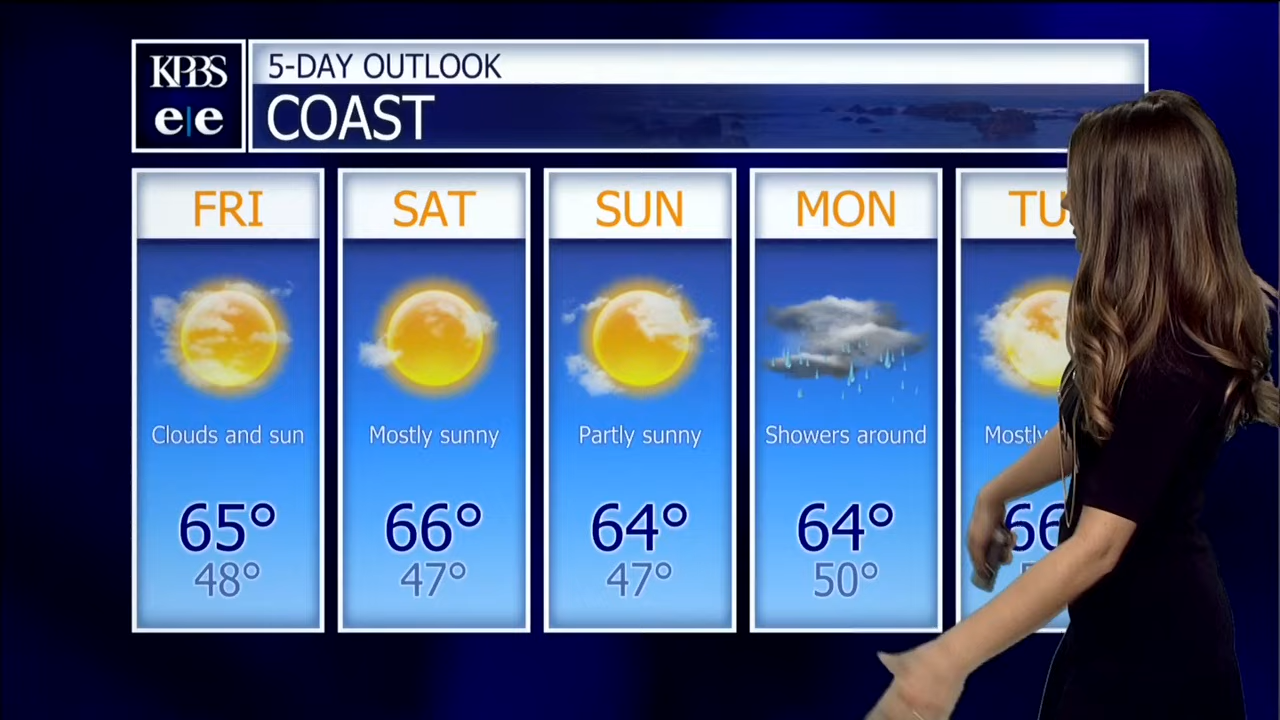 KPBS
e|e
5-DAY OUTLOOK
COAST
FRI
Clouds and sun
65°
48°
SAT
Mostly sunny
66°
47°
SUN
Partly sunny
64°
47°
MON
Showers around
64°
50°
TU
Mostly
66